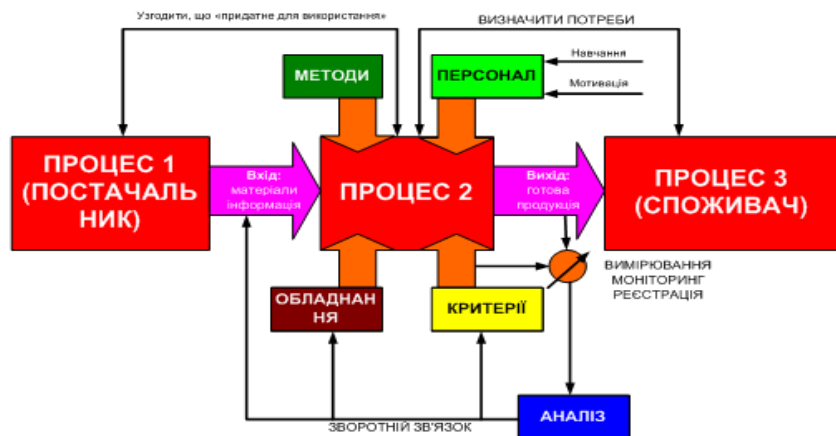 Узгодити, що «придатне для використання»
ВИЗНАЧИТИ ПОТРЕБИ
МЕТОДИ
ПЕРСОНАЛ
Навчання
Мотивація
ПРОЦЕС 1
(ПОСТАЧАЛЬ
НИК)
Вхід:
матеріали
інформація
ПРОЦЕС 2
Вихід:
готова
продукція
ПРОЦЕС 3
(СПОЖИВАЧ)
ОБЛАДНАН
НЯ
КРИТЕРІЇ
ВИМІРЮВАННЯ
МОНІТОРИНГ
РЕЄСТРАЦІЯ
ЗВОРОТНІЙ ЗВ'ЯЗОК
АНАЛІЗ